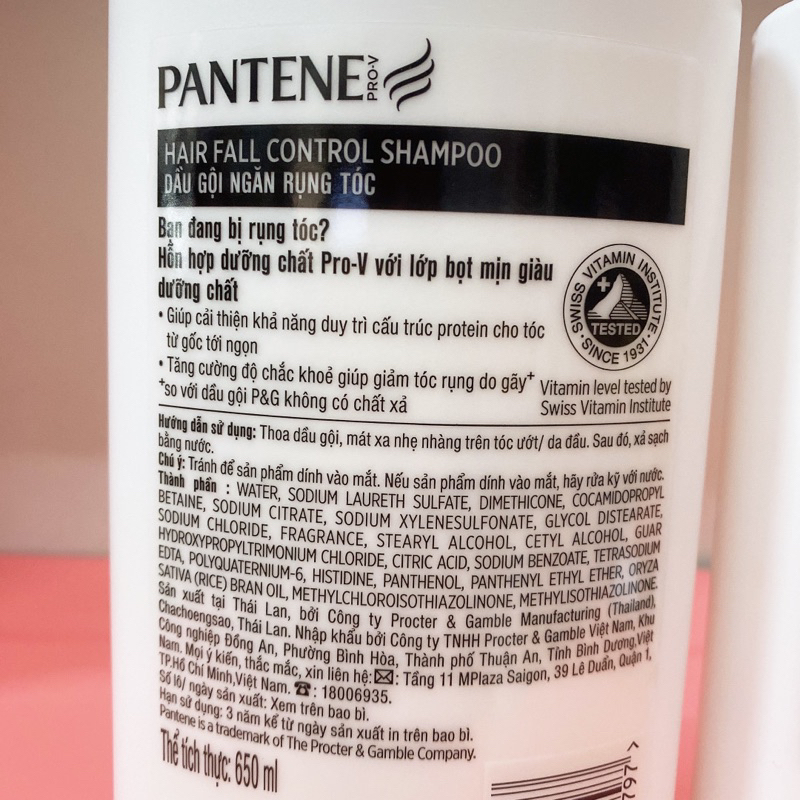 PANTENE PRO-V
HAIR FALL CONTROL SHAMPOO
DẦU GỘI NGĂN RỤNG TÓC
Bạn đang bị rụng tóc?
Hỗn hợp dưỡng chất Pro-V với lớp bọt mịn giàu
dưỡng chất
• Giúp cải thiện khả năng duy trì cấu trúc protein cho tóc
từ gốc tới ngọn
• Tăng cường độ chắc khoẻ giúp giảm tóc rụng do gãy+
+so với dầu gội P&G không có chất xả
• SWISS VITAMIN INSTITUTE •
TESTED
SINCE 1931
Vitamin level tested by
Swiss Vitamin Institute
Hướng dẫn sử dụng: Thoa dầu gội, mát xa nhẹ nhàng trên tóc ướt/ da đầu. Sau đó, xả sạch
bằng nước.
Chú ý: Tránh để sản phẩm dính vào mắt. Nếu sản phẩm dính vào mắt, hãy rửa kỹ với nước.
Thành phần : WATER, SODIUM LAURETH SULFATE, DIMETHICONE, COCAMIDOPROPYL
BETAINE, SODIUM CITRATE, SODIUM XYLENESULFONATE, GLYCOL DISTEARATE,
SODIUM CHLORIDE, FRAGRANCE, STEARYL ALCOHOL, CETYL ALCOHOL, GUAR
HYDROXYPROPYLTRIMONIUM CHLORIDE, CITRIC ACID, SODIUM BENZOATE, TETRASODIUM
EDTA, POLYQUATERNIUM-6, HISTIDINE, PANTHENOL, PANTHENYL ETHYL ETHER, ORYZA
SATIVA (RICE) BRAN OIL, METHYLCHLOROISOTHIAZOLINONE, METHYLISOTHIAZOLINONE.
Sản xuất tại Thái Lan, bởi Công ty Procter & Gamble Manufacturing (Thailand),
Chachoengsao, Thái Lan. Nhập khẩu bởi Công ty TNHH Procter & Gamble Việt Nam, Khu
Công nghiệp Đồng An, Phường Bình Hòa, Thành phố Thuận An, Tỉnh Bình Dương,Việt
Nam. Mọi ý kiến, thắc mắc, xin liên hệ:✉: Tầng 11 MPlaza Saigon, 39 Lê Duẩn, Quận 1,
TP.Hồ Chí Minh,Việt Nam. ☎: 18006935.
Số lô/ ngày sản xuất: Xem trên bao bì.
Hạn sử dụng: 3 năm kể từ ngày sản xuất in trên bao bì.
Pantene is a trademark of The Procter & Gamble Company.
Thể tích thực: 650 ml
797 >